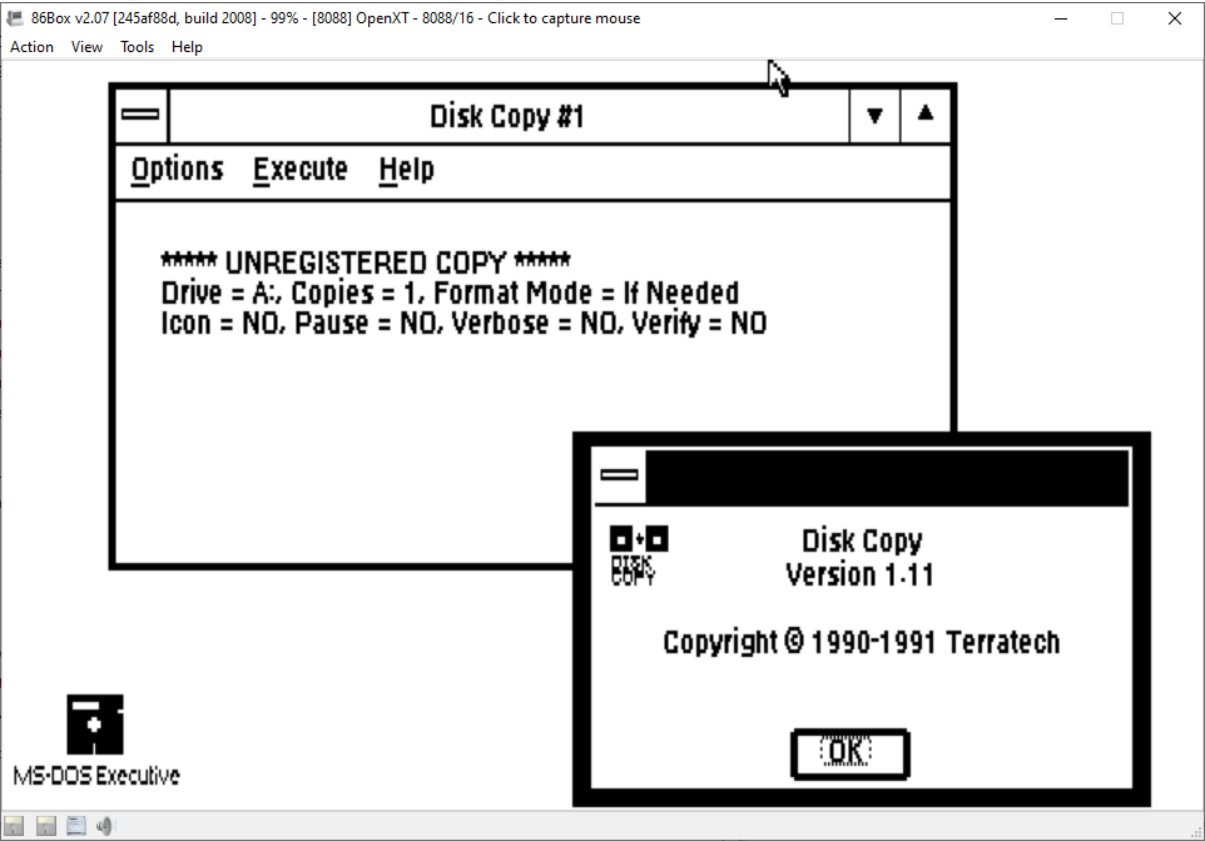 86Box v2.07 [245af88d, build 2008] - 99% - [8088] OpenXT - 8088/16 - Click to capture mouse
Action View Tools Help
Disk Copy #1
Options Execute Help
***** UNREGISTERED COPY *****
Drive = A:, Copies = 1, Format Mode = If Needed
Icon = NO, Pause = NO, Verbose = NO, Verify = NO
DISK
COPY
Disk Copy
Version 1.11
Copyright © 1990-1991 Terratech
OK
MS-DOS Executive